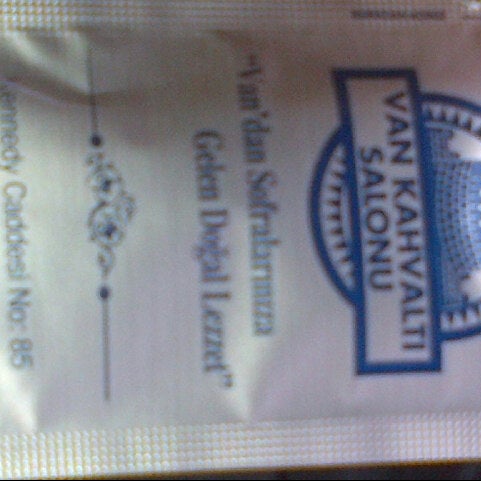 VAN KAHVALTI
SALONU
"Van'dan Sofralarınıza
Gelen Doğal Lezzet"
Kennedy Caddesi No: 85